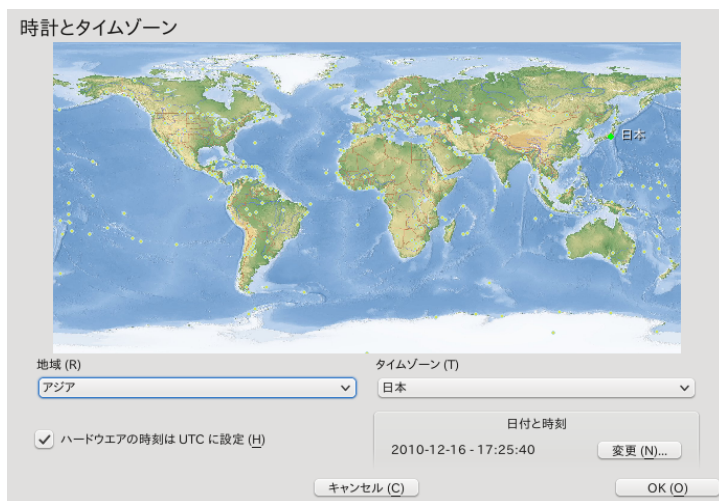 時計とタイムゾーン
日本
地域 (R)
タイムゾーン (T)
アジア
日本
ハードウエアの時刻は UTC に設定 (H)
日付と時刻
2010-12-16 - 17:25:40
変更 (N)...
キャンセル (C)
OK (O)